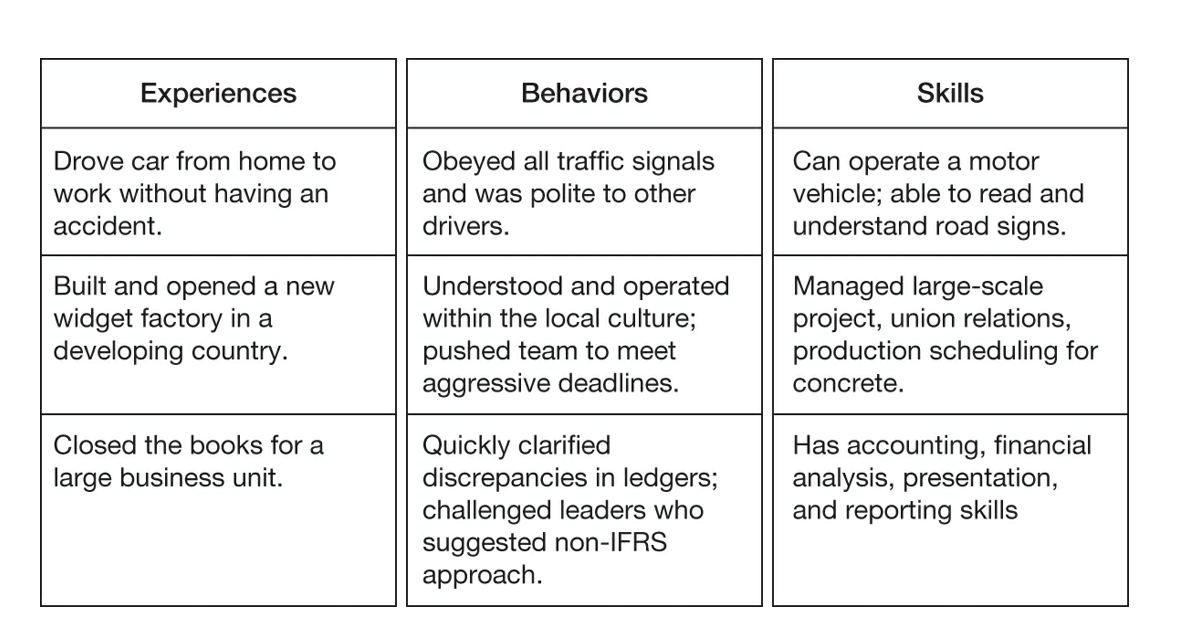 Experiences
Drove car from home to
work without having an
accident.
Built and opened a new
widget factory in a
developing country.
Closed the books for a
large business unit.
Behaviors
Obeyed all traffic signals
and was polite to other
drivers.
Understood and operated
within the local culture;
pushed team to meet
aggressive deadlines.
Quickly clarified
discrepancies in ledgers;
challenged leaders who
suggested non-IFRS
approach.
Skills
Can operate a motor
vehicle; able to read and
understand road signs.
Managed large-scale
project, union relations,
production scheduling for
concrete.
Has accounting, financial
analysis, presentation,
and reporting skills